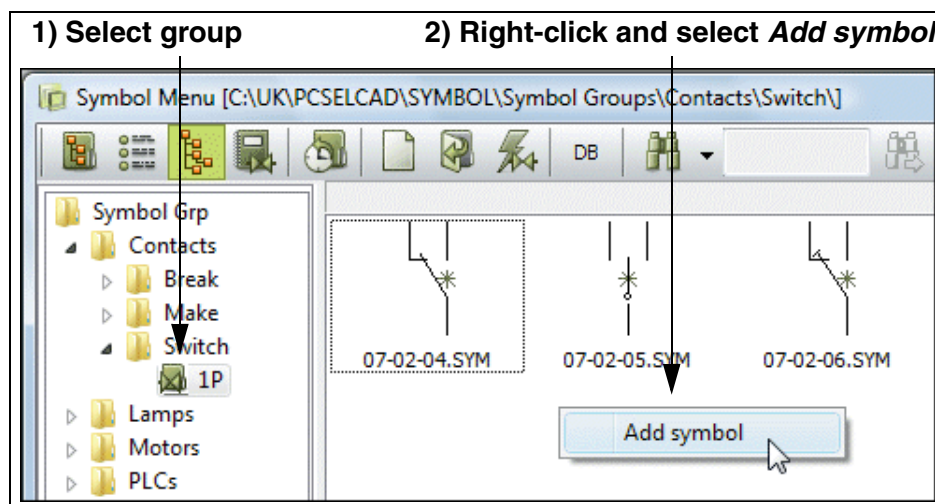 1) Select group
2) Right-click and select Add symbol
Symbol Menu [C:\UK\PCSELCAD\SYMBOL\Symbol Groups\Contacts\Switch\]
DB
Symbol Grp
Contacts
Break
Make
Switch
1P
Lamps
Motors
PLCs
07-02-04.SYM
07-02-05.SYM
07-02-06.SYM
Add symbol